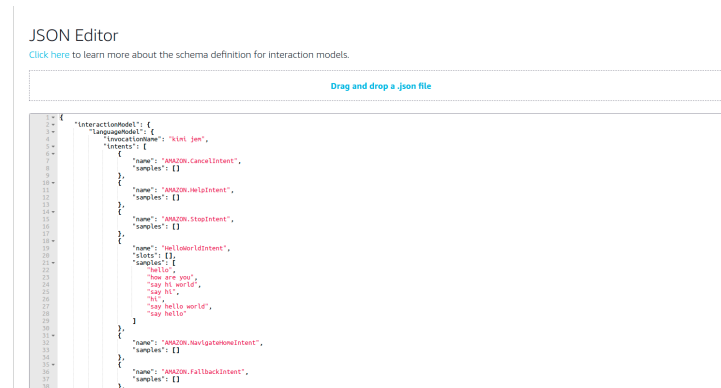 JSON Editor
Click here to learn more about the schema definition for interaction models.
Drag and drop a .json file
1 {
2 "interactionModel": {
3 "languageModel": {
4 "invocationName": "kimi jem",
5 "intents": [
6 {
7 "name": "AMAZON.CancelIntent",
8 "samples": []
9 },
10 {
11 "name": "AMAZON.HelpIntent",
12 "samples": []
13 },
14 {
15 "name": "AMAZON.StopIntent",
16 "samples": []
17 },
18 {
19 "name": "HelloWorldIntent",
20 "slots": [],
21 "samples": [
22 "hello",
23 "how are you",
24 "say hi world",
25 "say hi",
26 "hi",
27 "say hello world",
28 "say hello"
29 ]
30 },
31 {
32 "name": "AMAZON.NavigateHomeIntent",
33 "samples": []
34 },
35 {
36 "name": "AMAZON.FallbackIntent",
37 "samples": []
38 },